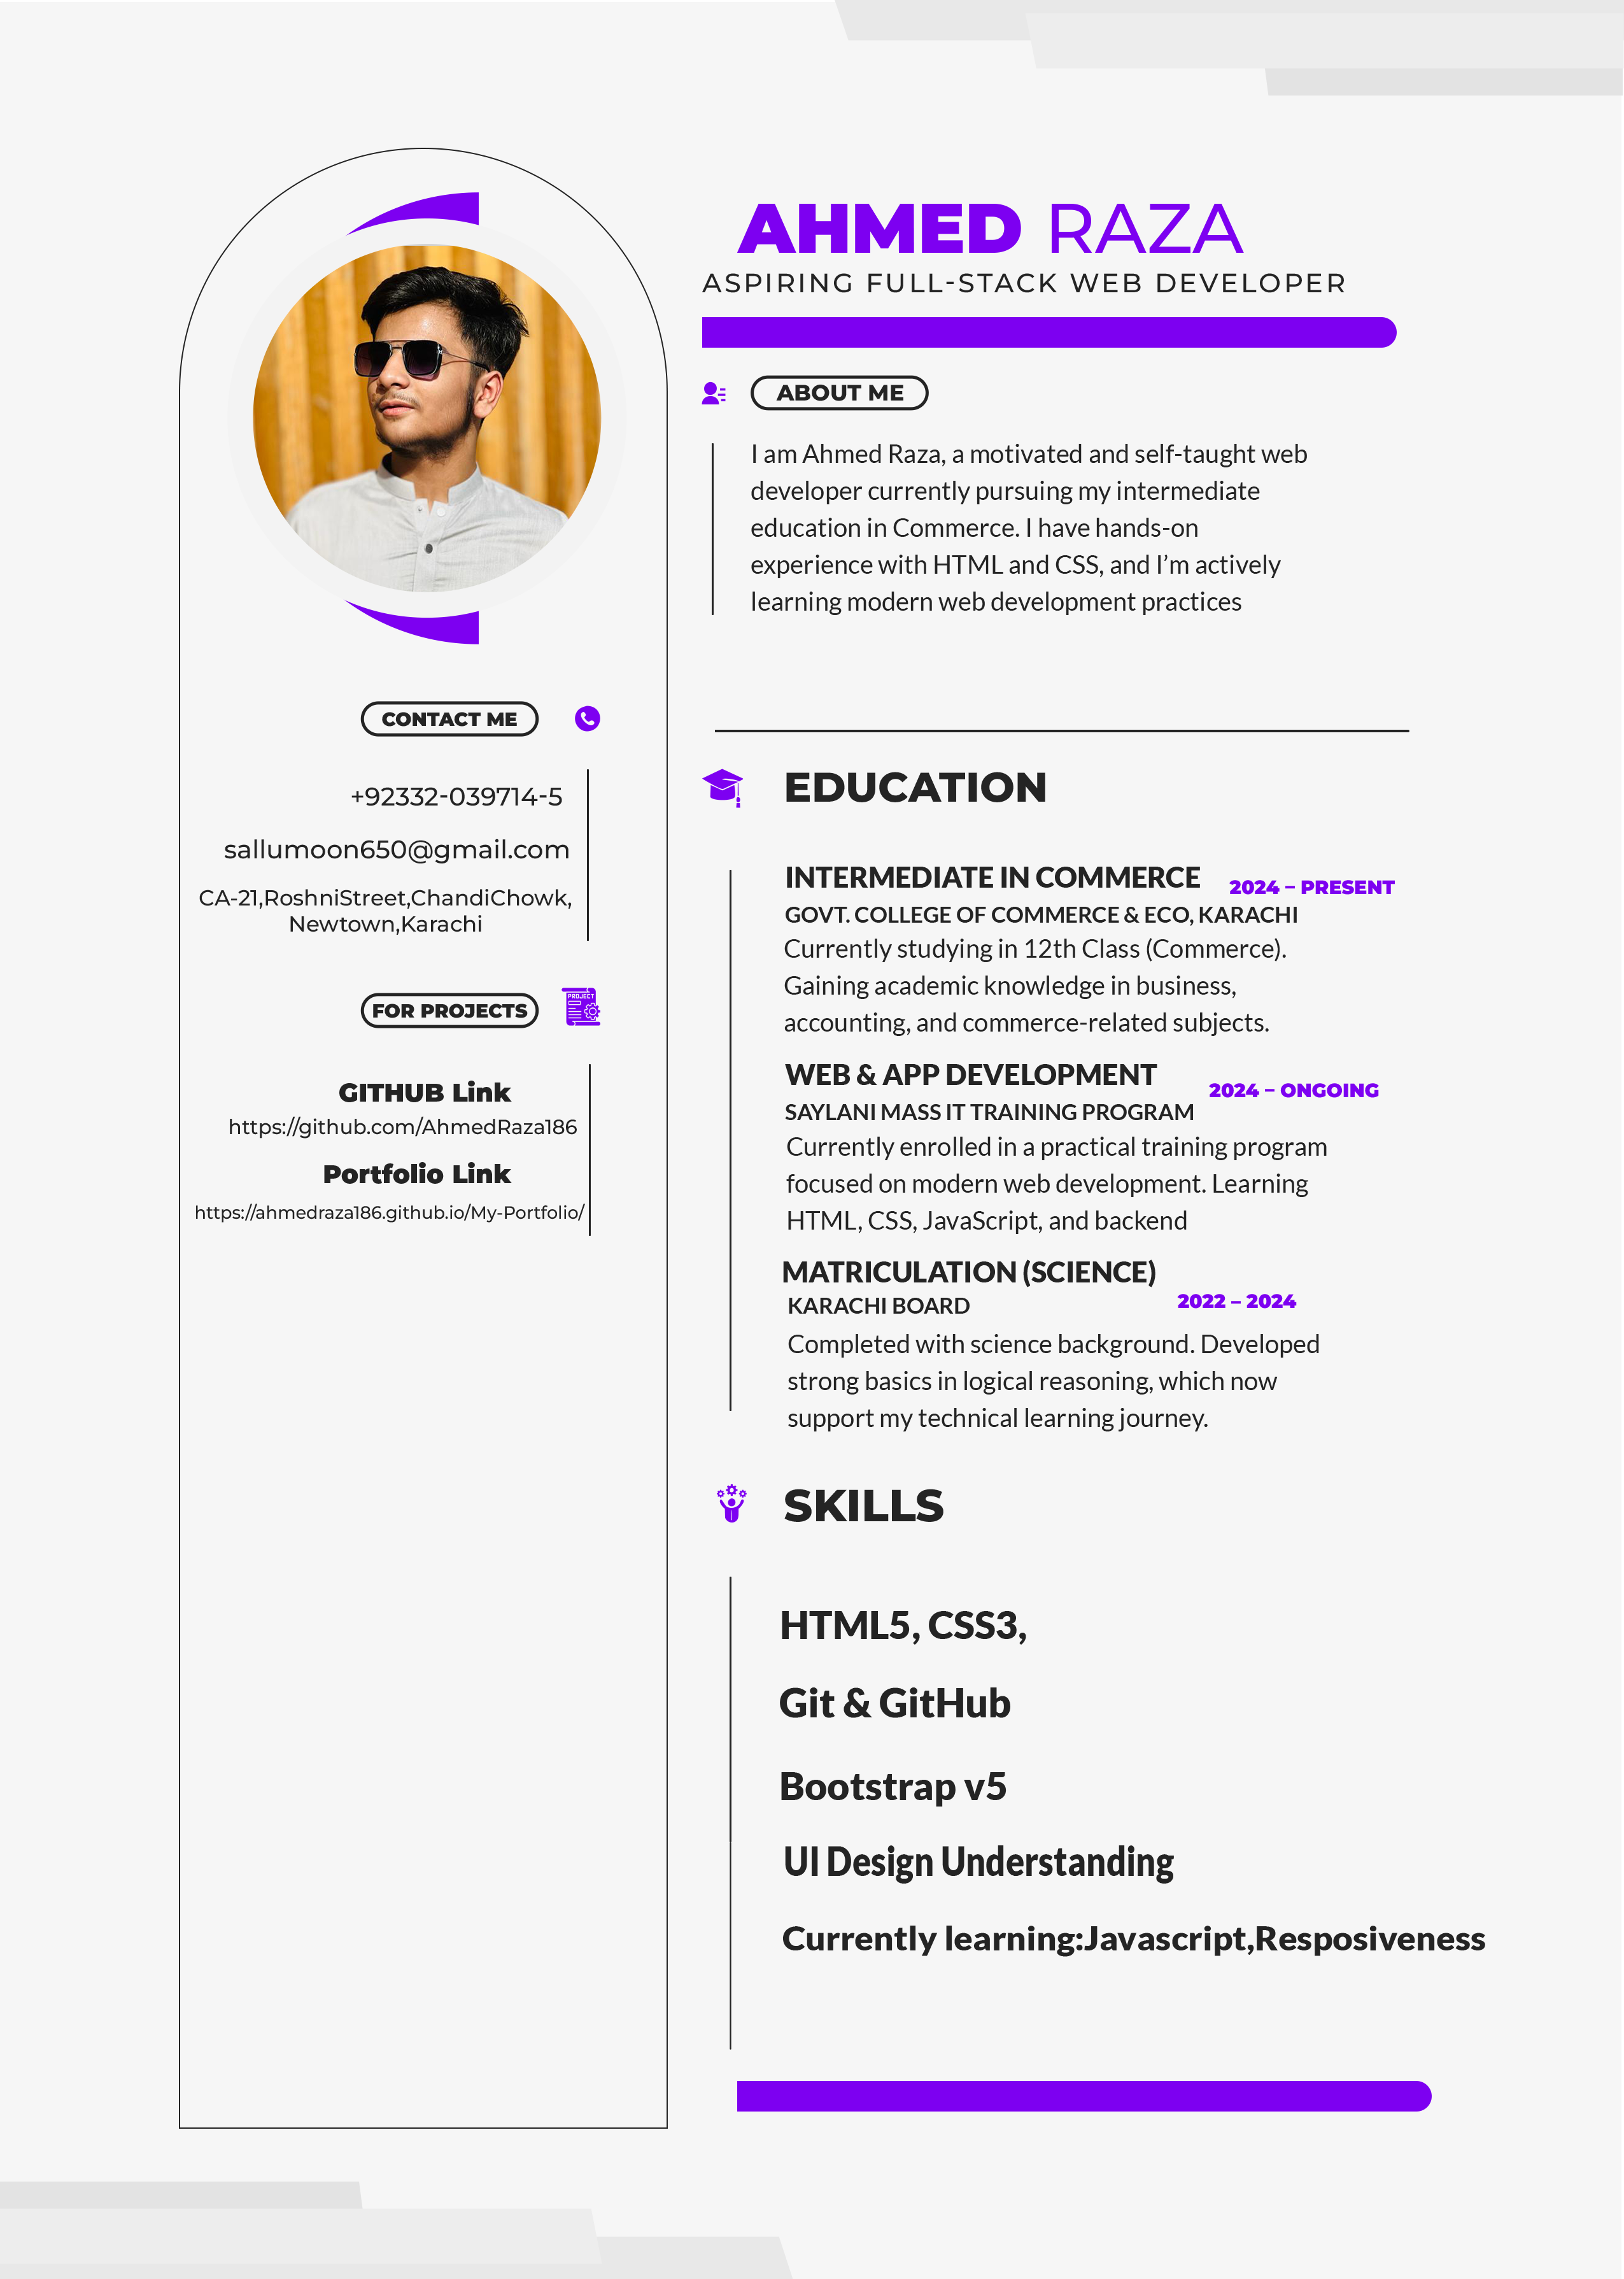 AHMED RAZA
ASPIRING FULL-STACK WEB DEVELOPER
ABOUT ME
I am Ahmed Raza, a motivated and self-taught web
developer currently pursuing my intermediate
education in Commerce. I have hands-on
experience with HTML and CSS, and I’m actively
learning modern web development practices
CONTACT ME
+92332-039714-5
sallumoon650@gmail.com
CA-21,RoshniStreet,ChandiChowk,
Newtown,Karachi
FOR PROJECTS
PROJECT
GITHUB Link
https://github.com/AhmedRaza186
Portfolio Link
https://ahmedraza186.github.io/My-Portfolio/
EDUCATION
INTERMEDIATE IN COMMERCE
2024 – PRESENT
GOVT. COLLEGE OF COMMERCE & ECO, KARACHI
Currently studying in 12th Class (Commerce).
Gaining academic knowledge in business,
accounting, and commerce-related subjects.
WEB & APP DEVELOPMENT
2024 – ONGOING
SAYLANI MASS IT TRAINING PROGRAM
Currently enrolled in a practical training program
focused on modern web development. Learning
HTML, CSS, JavaScript, and backend
MATRICULATION (SCIENCE)
2022 – 2024
KARACHI BOARD
Completed with science background. Developed
strong basics in logical reasoning, which now
support my technical learning journey.
SKILLS
HTML5, CSS3,
Git & GitHub
Bootstrap v5
UI Design Understanding
Currently learning:Javascript,Resposiveness